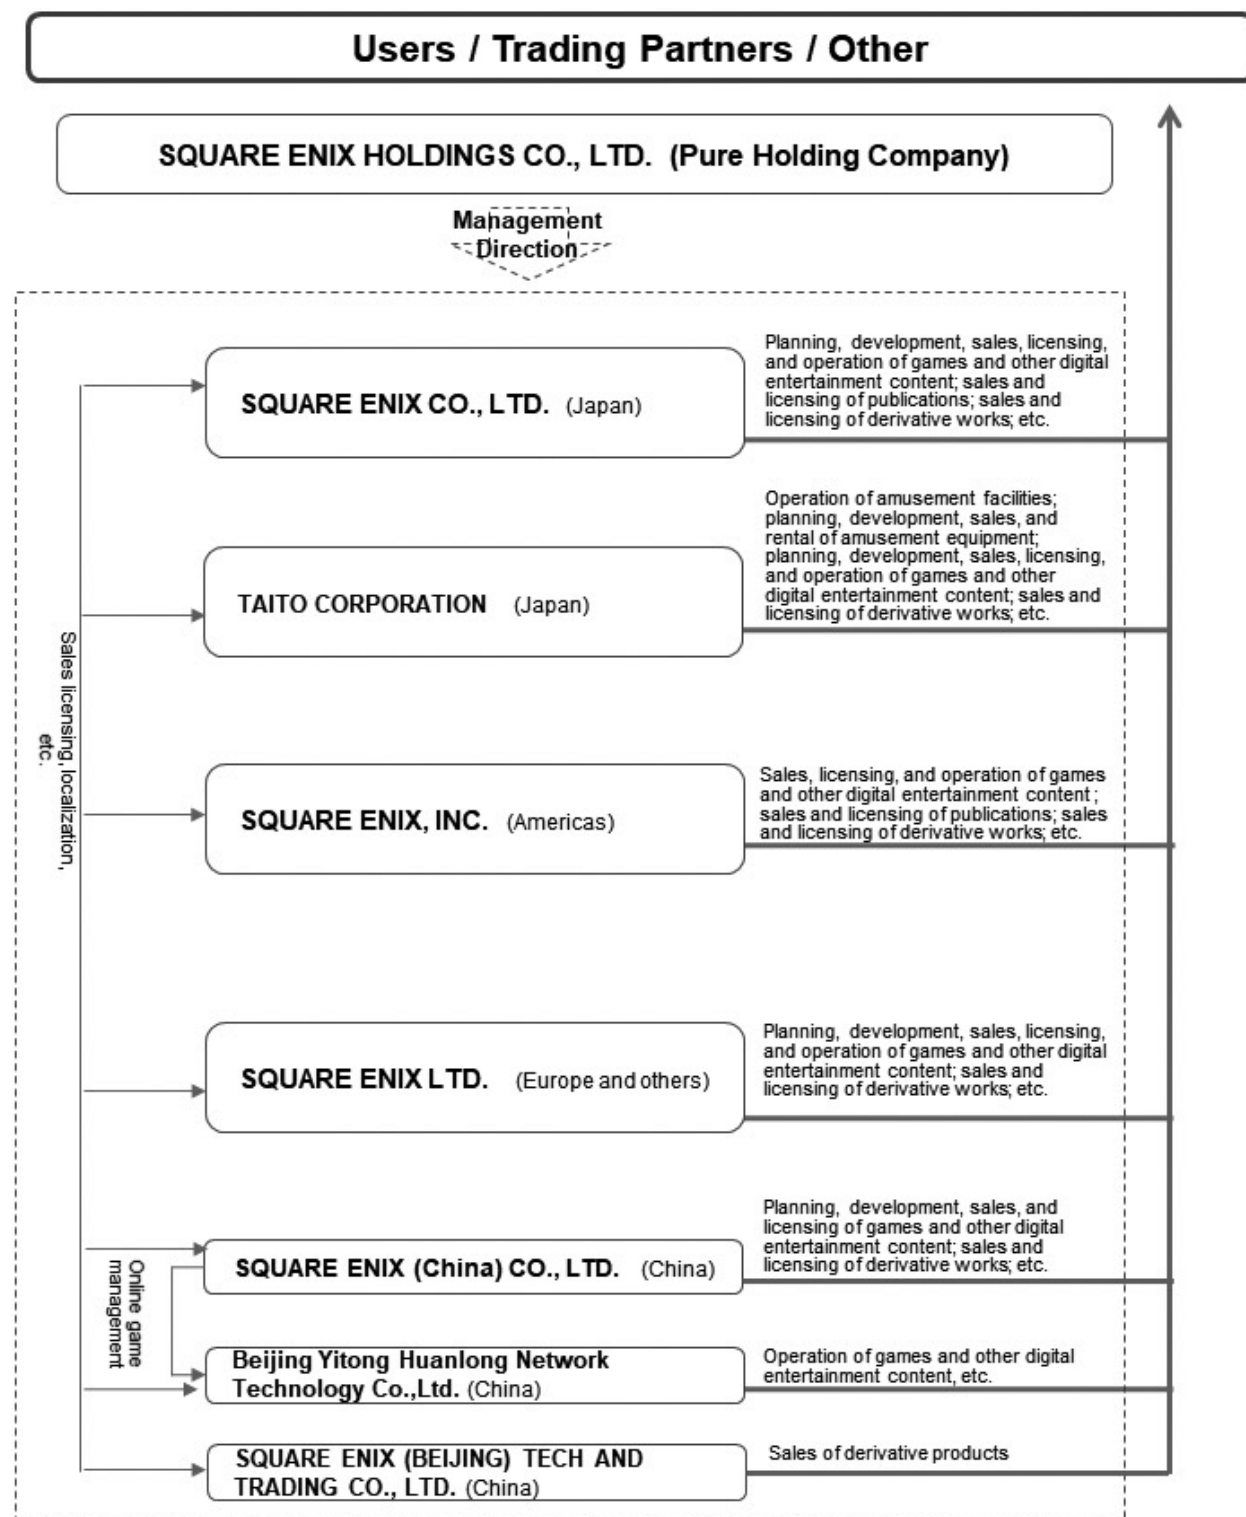 Users / Trading Partners / Other
SQUARE ENIX HOLDINGS CO., LTD. (Pure Holding Company)
Management
Direction
Planning, development, sales, licensing,
and operation of games and other digital
entertainment content; sales and
licensing of publications; sales and
licensing of derivative works; etc.
SQUARE ENIX CO., LTD. (Japan)
Operation of amusement facilities;
planning, development, sales, and
rental of amusement equipment;
planning, development, sales, licensing,
and operation of games and other
digital entertainment content; sales and
licensing of derivative works; etc.
TAITO CORPORATION (Japan)
Sales licensing, localization,
etc.
Sales, licensing, and operation of games
and other digital entertainment content ;
sales and licensing of publications; sales
and licensing of derivative works; etc.
SQUARE ENIX, INC. (Americas)
Planning, development, sales, licensing,
and operation of games and other digital
entertainment content; sales and
licensing of derivative works; etc.
SQUARE ENIX LTD. (Europe and others)
Planning, development, sales, and
licensing of games and other digital
entertainment content; sales and
licensing of derivative works; etc.
SQUARE ENIX (China) CO., LTD. (China)
Online game
management
Beijing Yitong Huanlong Network
Technology Co.,Ltd. (China)
Operation of games and other digital
entertainment content, etc.
SQUARE ENIX (BEIJING) TECH AND
TRADING CO., LTD. (China)
Sales of derivative products